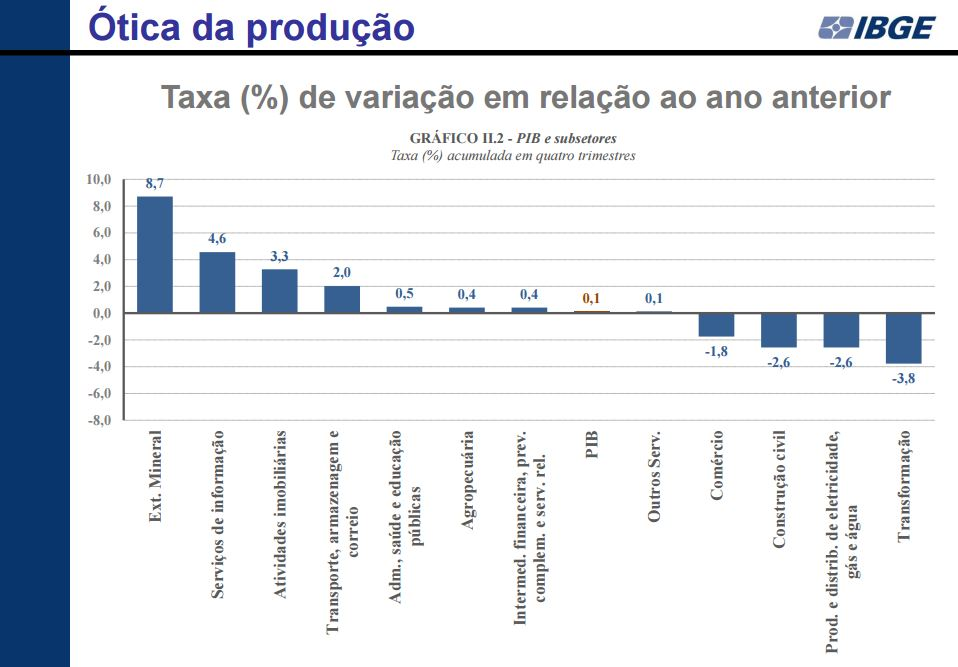 Ótica da produção
IBGE
Taxa (%) de variação em relação ao ano anterior
GRÁFICO II.2 - PIB e subsetores
Taxa (%) acumulada em quatro trimestres
10,0
8,0
6,0
4,0
2,0
0,0
-2,0
-4,0
-6,0
-8,0
8,7
4,6
3,3
2,0
0,5
0,4
0,4
0,1
0,1
-1,8
-2,6
-2,6
-3,8
Ext. Mineral
Serviços de informação
Atividades imobiliárias
Transporte, armazenagem e
correio
Adm., saúde e educação
públicas
Agropecuária
Intermed. financeira, prev.
complem. e serv. rel.
PIB
Outros Serv.
Comércio
Construção civil
Prod. e distrib. de eletricidade,
gás e água
Transformação